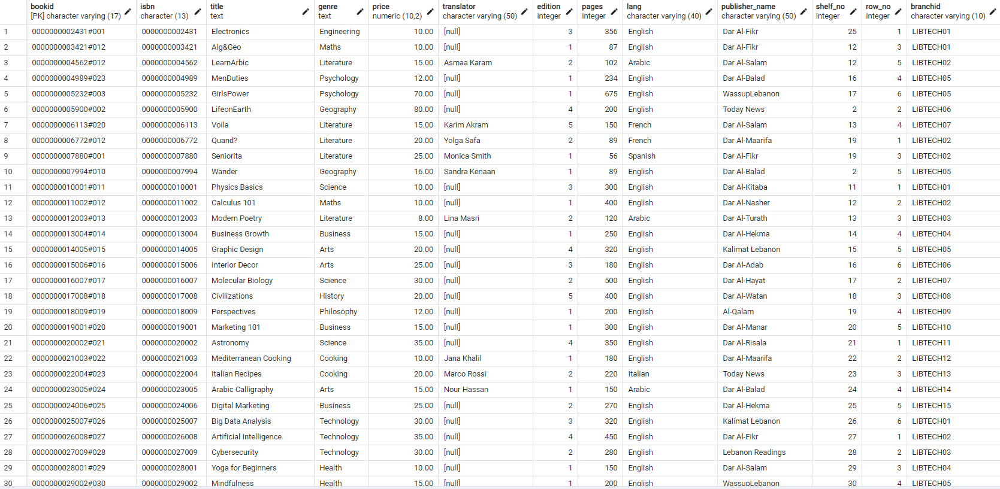 bookid isbn title genre price translator edition pages lang publisher_name shelf_no row_no branchid
[PK] character varying (17) character (13) text text numeric (10,2) character varying (50) integer integer character varying (40) character varying (50) integer integer character varying (10)
1 0000000002431#001 0000000002431 Electronics Engineering 10.00 [null] 3 356 English Dar Al-Fikr 25 1 LIBTECH01
2 0000000003421#012 0000000003421 Alg&Geo Maths 10.00 [null] 1 87 English Dar Al-Fikr 12 3 LIBTECH01
3 0000000004562#012 0000000004562 LearnArbic Literature 15.00 Asmaa Karam 2 102 Arabic Dar Al-Salam 12 5 LIBTECH02
4 0000000004989#023 0000000004989 MenDuties Psychology 12.00 [null] 1 234 English Dar Al-Balad 16 4 LIBTECH05
5 0000000005232#003 0000000005232 GirlsPower Psychology 70.00 [null] 1 675 English WassupLebanon 17 6 LIBTECH05
6 0000000005900#002 0000000005900 LifeonEarth Geography 80.00 [null] 4 200 English Today News 2 2 LIBTECH06
7 0000000006113#020 0000000006113 Voila Literature 15.00 Karim Akram 5 150 French Dar Al-Salam 13 4 LIBTECH07
8 0000000006772#012 0000000006772 Quand? Literature 20.00 Yolga Safa 2 89 French Dar Al-Maarifa 19 1 LIBTECH02
9 0000000007880#001 0000000007880 Seniorita Literature 25.00 Monica Smith 1 56 Spanish Dar Al-Fikr 19 3 LIBTECH02
10 0000000007994#010 0000000007994 Wander Geography 16.00 Sandra Kenaan 1 89 English Dar Al-Balad 2 5 LIBTECH05
11 0000000010001#011 0000000010001 Physics Basics Science 10.00 [null] 3 300 English Dar Al-Kitaba 11 1 LIBTECH01
12 0000000011002#012 0000000011002 Calculus 101 Maths 10.00 [null] 1 400 English Dar Al-Nasher 12 2 LIBTECH02
13 0000000012003#013 0000000012003 Modern Poetry Literature 8.00 Lina Masri 2 120 Arabic Dar Al-Turath 13 3 LIBTECH03
14 0000000013004#014 0000000013004 Business Growth Business 15.00 [null] 1 250 English Dar Al-Hekma 14 4 LIBTECH04
15 0000000014005#015 0000000014005 Graphic Design Arts 20.00 [null] 4 320 English Kalimat Lebanon 15 5 LIBTECH05
16 0000000015006#016 0000000015006 Interior Decor Arts 25.00 [null] 3 180 English Dar Al-Adab 16 6 LIBTECH06
17 0000000016007#017 0000000016007 Molecular Biology Science 30.00 [null] 2 500 English Dar Al-Hayat 17 2 LIBTECH07
18 0000000017008#018 0000000017008 Civilizations History 20.00 [null] 5 400 English Dar Al-Watan 18 3 LIBTECH08
19 0000000018009#019 0000000018009 Perspectives Philosophy 12.00 [null] 1 200 English Al-Qalam 19 4 LIBTECH09
20 0000000019001#020 0000000019001 Marketing 101 Business 15.00 [null] 1 300 English Dar Al-Manar 20 5 LIBTECH10
21 0000000020002#021 0000000020002 Astronomy Science 35.00 [null] 4 350 English Dar Al-Risala 21 1 LIBTECH11
22 0000000021003#022 0000000021003 Mediterranean Cooking Cooking 10.00 Jana Khalil 1 180 English Dar Al-Maarifa 22 2 LIBTECH12
23 0000000022004#023 0000000022004 Italian Recipes Cooking 20.00 Marco Rossi 2 220 Italian Today News 23 3 LIBTECH13
24 0000000023005#024 0000000023005 Arabic Calligraphy Arts 15.00 Nour Hassan 1 150 Arabic Dar Al-Balad 24 4 LIBTECH14
25 0000000024006#025 0000000024006 Digital Marketing Business 25.00 [null] 2 270 English Dar Al-Hekma 25 5 LIBTECH15
26 0000000025007#026 0000000025007 Big Data Analysis Technology 30.00 [null] 3 320 English Kalimat Lebanon 26 6 LIBTECH01
27 0000000026008#027 0000000026008 Artificial Intelligence Technology 35.00 [null] 4 450 English Dar Al-Fikr 27 1 LIBTECH02
28 0000000027009#028 0000000027009 Cybersecurity Technology 30.00 [null] 2 280 English Lebanon Readings 28 2 LIBTECH03
29 0000000028001#029 0000000028001 Yoga for Beginners Health 10.00 [null] 1 150 English Dar Al-Salam 29 3 LIBTECH04
30 0000000029002#030 0000000029002 Mindfulness Health 15.00 [null] 1 200 English WassupLebanon 30 4 LIBTECH05